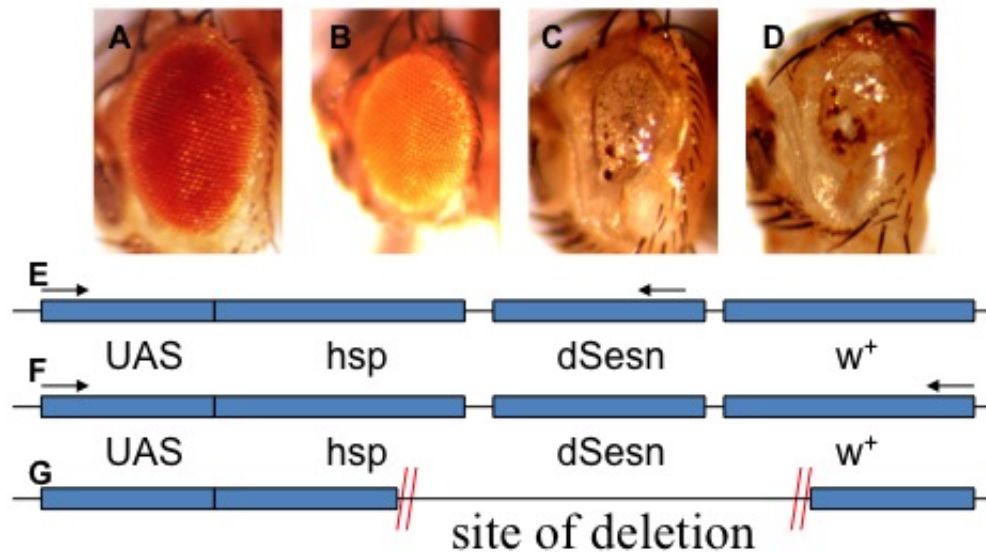 A B C D
E
UAS hsp dSesn w+
F
UAS hsp dSesn w+
G
site of deletion